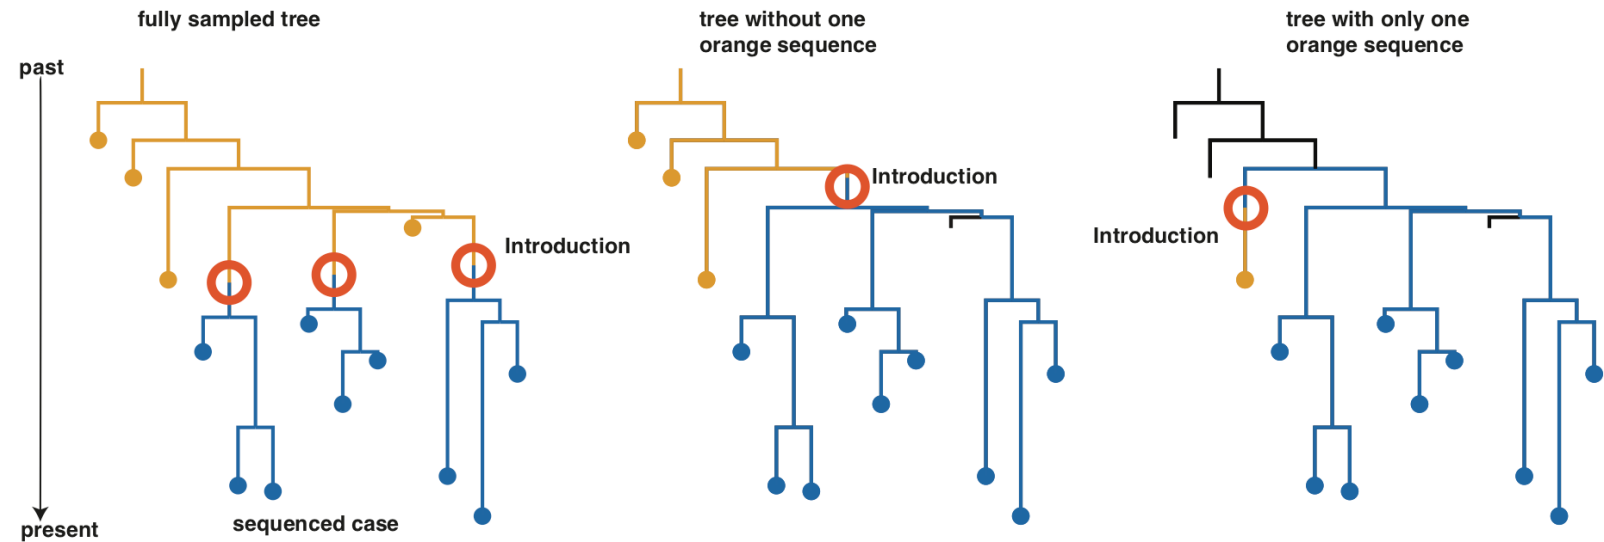 fully sampled tree
tree without one
orange sequence
tree with only one
orange sequence
past
Introduction
Introduction
Introduction
sequenced case
present